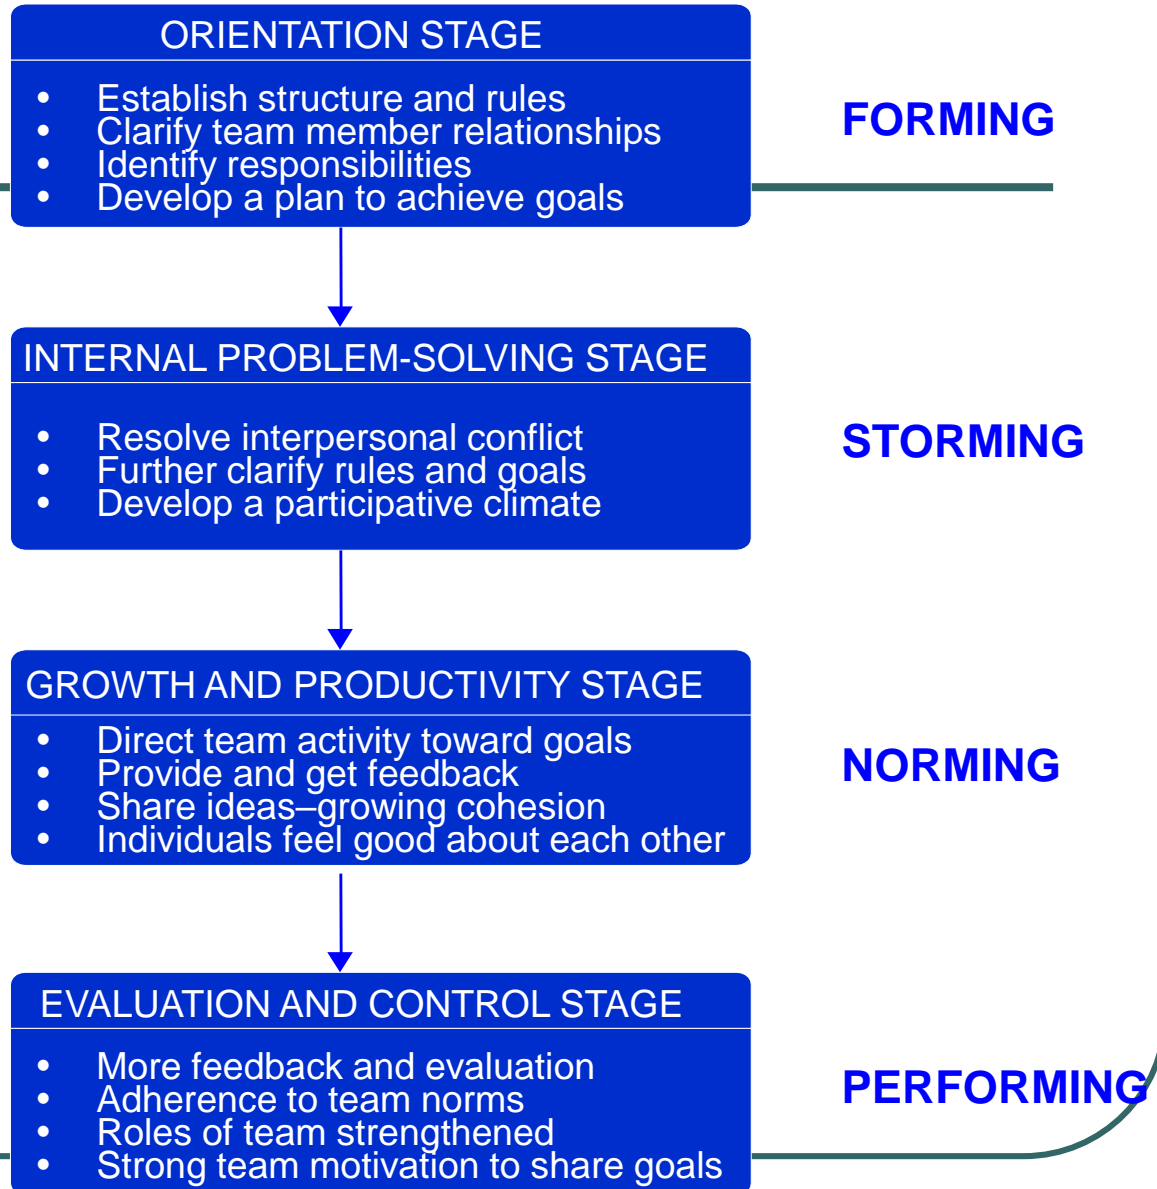 ORIENTATION STAGE
• Establish structure and rules
• Clarify team member relationships
• Identify responsibilities
• Develop a plan to achieve goals
FORMING
INTERNAL PROBLEM-SOLVING STAGE
• Resolve interpersonal conflict
• Further clarify rules and goals
• Develop a participative climate
STORMING
GROWTH AND PRODUCTIVITY STAGE
• Direct team activity toward goals
• Provide and get feedback
• Share ideas–growing cohesion
• Individuals feel good about each other
NORMING
EVALUATION AND CONTROL STAGE
• More feedback and evaluation
• Adherence to team norms
• Roles of team strengthened
• Strong team motivation to share goals
PERFORMING